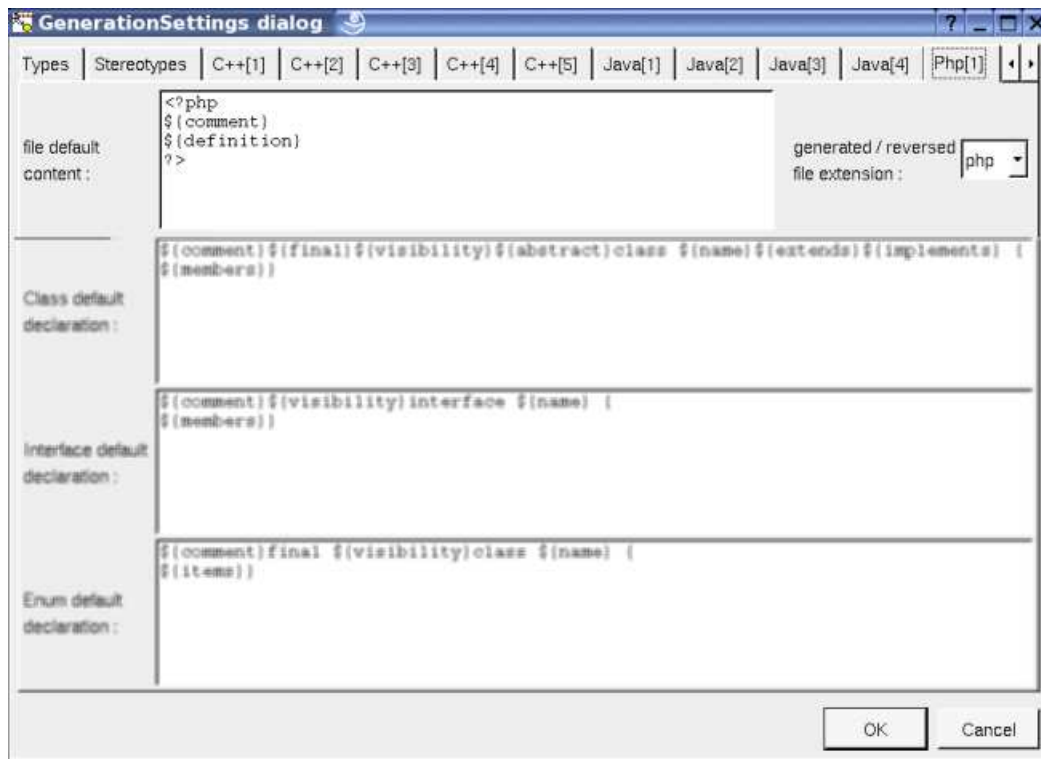 GenerationSettings dialog
Types Stereotypes C++[1] C++[2] C++[3] C++[4] C++[5] Java[1] Java[2] Java[3] Java[4] Php[1]
file default
content :
<?php
${comment}
${definition}
?>
generated / reversed
file extension :
php
Class default
declaration :
${comment}${final}${visibility}${abstract}class ${name}${extends}${implements} {
${members}}
Interface default
declaration :
${comment}${visibility}interface ${name} {
${members}}
Enum default
declaration :
${comment}final ${visibility}class ${name} {
${items}}
OK
Cancel